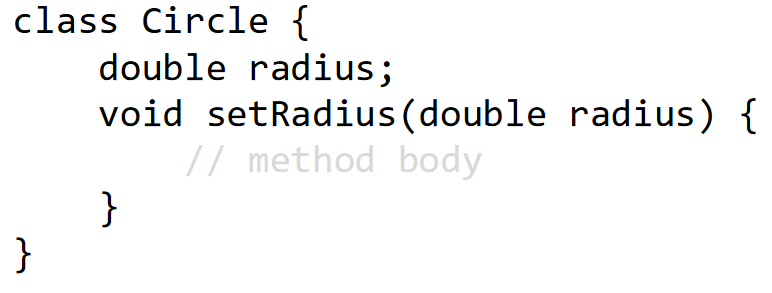 class Circle {
    double radius;
    void setRadius(double radius) {
        // method body
    }
}